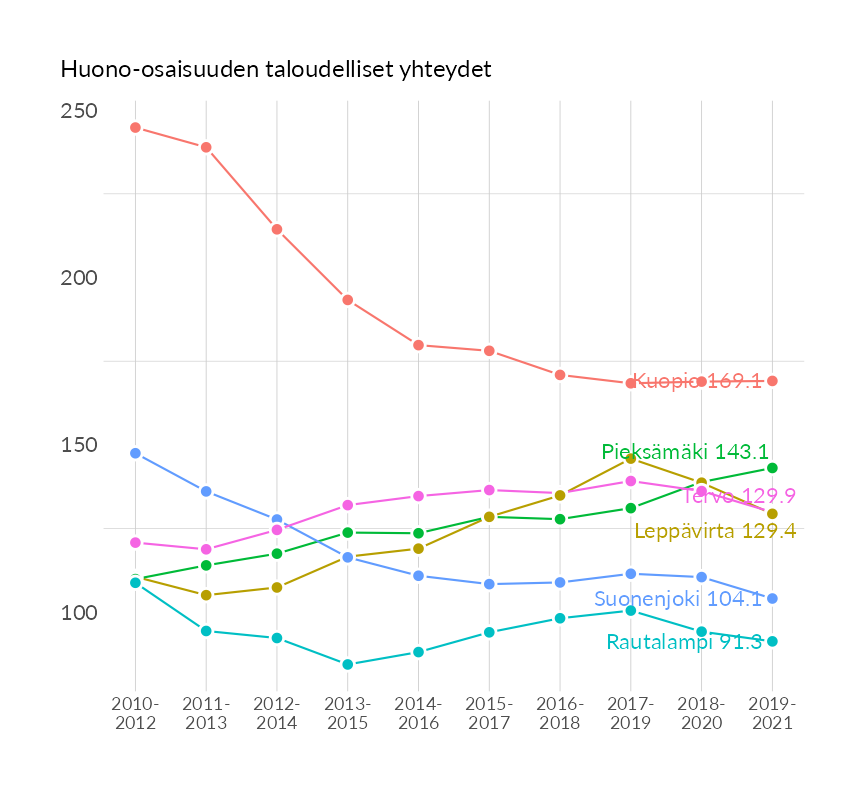 Huono-osaisuuden taloudelliset yhteydet
250
200
150
100
Kuopio 169.1
Pieksämäki 143.1
Tervo 129.9
Leppävirta 129.4
Suonenjoki 104.1
Rautalampi 91.3
2010- 2011- 2012- 2013- 2014- 2015- 2016- 2017- 2018- 2019-
2012 2013 2014 2015 2016 2017 2018 2019 2020 2021